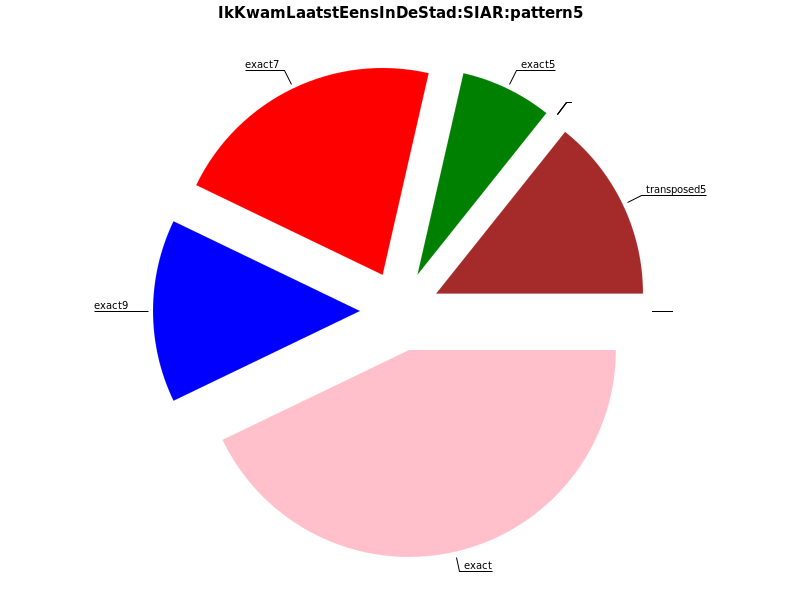 IkKwamLaatstEensInDeStad:SIAR:pattern5
exact7
exact5
transposed5
exact9
exact